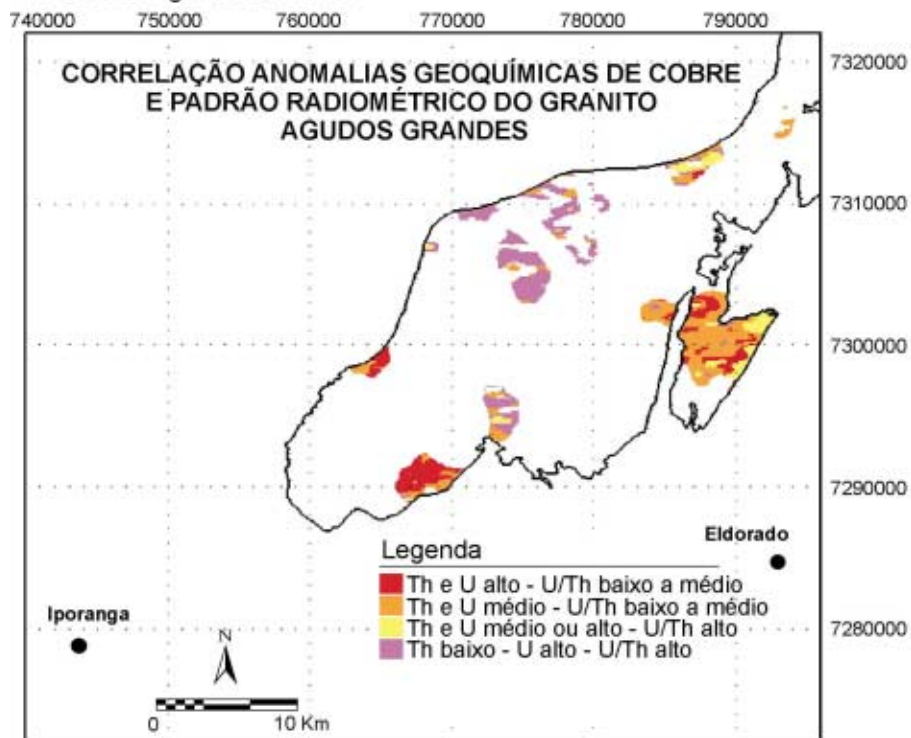 740000 750000 760000 770000 780000 790000
7320000
CORRELAÇÃO ANOMALIAS GEOQUÍMICAS DE COBRE
E PADRÃO RADIOMÉTRICO DO GRANITO
AGUDOS GRANDES
7310000
7300000
7290000
Eldorado
Legenda
Th e U alto - U/Th baixo a médio
Th e U médio - U/Th baixo a médio
Th e U médio ou alto - U/Th alto
Th baixo - U alto - U/Th alto
Iporanga
7280000
N
0 10 Km